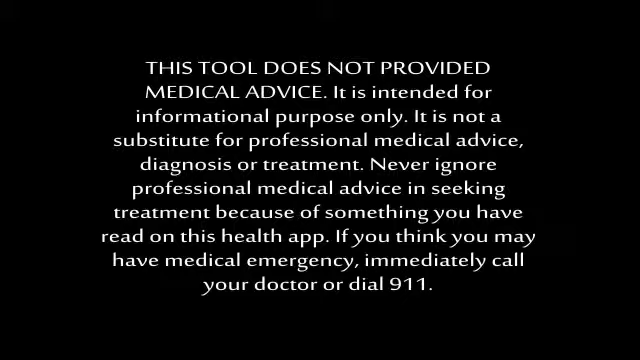 THIS TOOL DOES NOT PROVIDED
MEDICAL ADVICE. It is intended for
informational purpose only. It is not a
substitute for professional medical advice,
diagnosis or treatment. Never ignore
professional medical advice in seeking
treatment because of something you have
read on this health app. If you think you may
have medical emergency, immediately call
your doctor or dial 911.